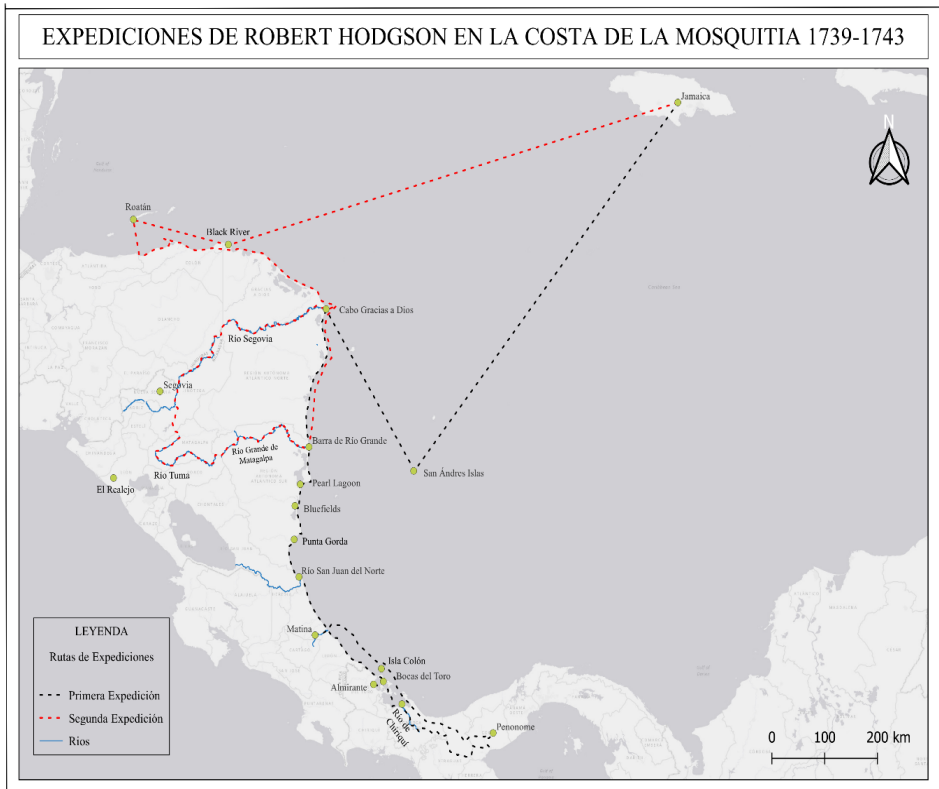 EXPEDICIONES DE ROBERT HODGSON EN LA COSTA DE LA MOSQUITIA 1739-1743
Jamaica
N
Roatán
Black River
Cabo Gracias a Dios
Río Segovia
Segovia
Barra de Río Grande
Río Grande de
Matagalpa
Río Tuma
San Ándres Islas
El Realejo
Pearl Lagoon
Bluefields
Punta Gorda
Río San Juan del Norte
Matina
Isla Colón
Bocas del Toro
Almirante
Río de
Chiriquí
Penonome
LEYENDA
Rutas de Expediciones
Primera Expedición
Segunda Expedición
Ríos
0 100 200 km